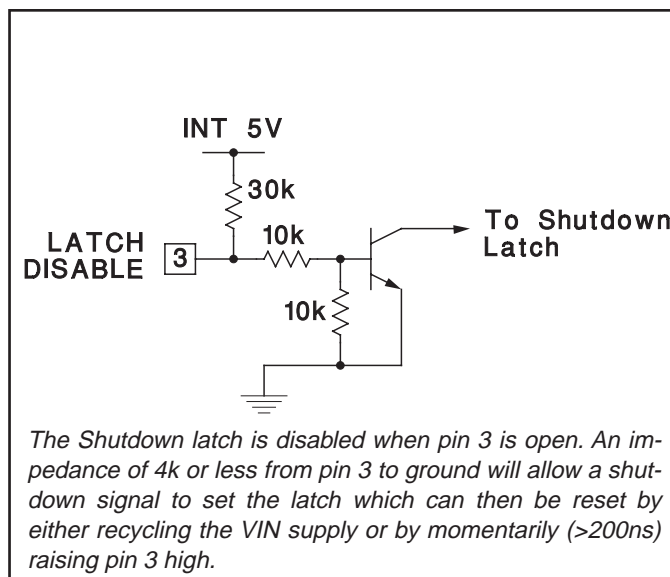 INT 5V
30k
10k
LATCH
DISABLE
3
To Shutdown
Latch
10k
The Shutdown latch is disabled when pin 3 is open. An im-
pedance of 4k or less from pin 3 to ground will allow a shut-
down signal to set the latch which can then be reset by
either recycling the VIN supply or by momentarily (>200ns)
raising pin 3 high.